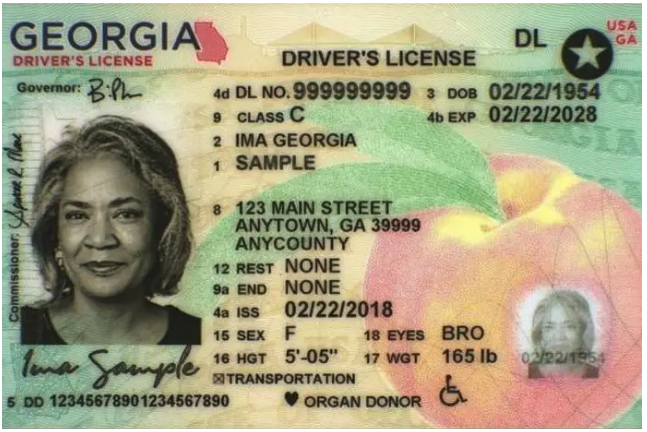 GEORGIA
DRIVER'S LICENSE
DRIVER'S LICENSE
DL
USA
GA
Governor:
4d DL NO. 999999999 3 DOB 02/22/1954
9 CLASS C 4b EXP 02/22/2028
2 IMA GEORGIA
1 SAMPLE
8 123 MAIN STREET
ANYTOWN, GA 39999
ANYCOUNTY
Commissioner:
12 REST NONE
9a END NONE
4a ISS 02/22/2018
15 SEX F 18 EYES BRO
16 HGT 5'-05" 17 WGT 165 lb
02/22/1954
Ima Sample
☒TRANSPORTATION
5 DD 12345678901234567890
♥ ORGAN DONOR